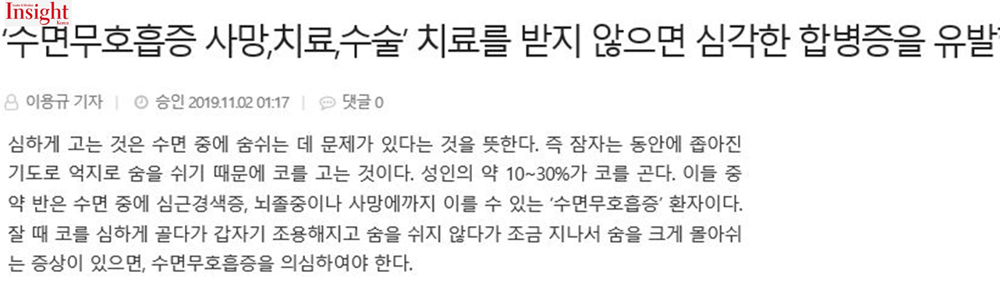 Insight
Korea
‘수면무호흡증 사망,치료,수술’ 치료를 받지 않으면 심각한 합병증을 유발
이용규 기자 | 승인 2019.11.02 01:17 | 댓글 0
심하게 고는 것은 수면 중에 숨쉬는 데 문제가 있다는 것을 뜻한다. 즉 잠자는 동안에 좁아진
기도로 억지로 숨을 쉬기 때문에 코를 고는 것이다. 성인의 약 10~30%가 코를 곤다. 이들 중
약 반은 수면 중에 심근경색증, 뇌졸중이나 사망에까지 이를 수 있는 ‘수면무호흡증’ 환자이다.
잘 때 코를 심하게 골다가 갑자기 조용해지고 숨을 쉬지 않다가 조금 지나서 숨을 크게 몰아쉬
는 증상이 있으면, 수면무호흡증을 의심하여야 한다.